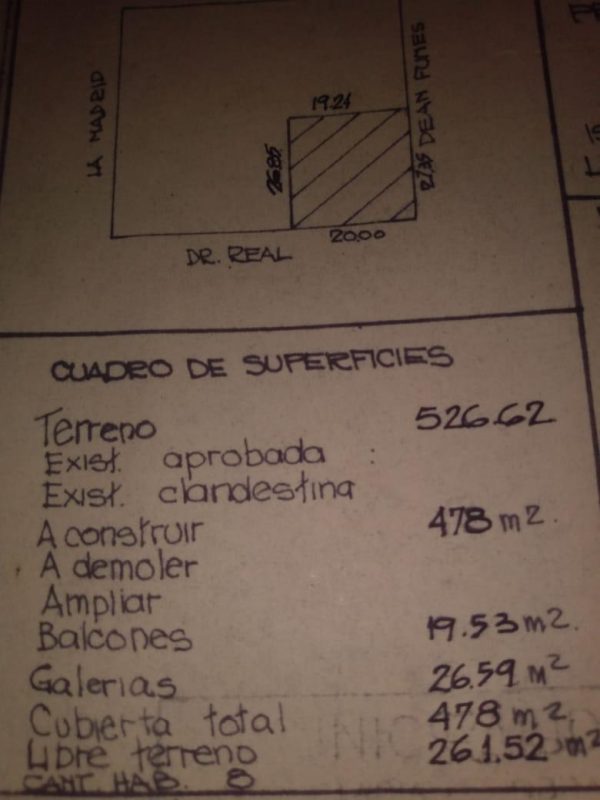 LA MADRID
19.21
DEAN FUNES
26.85
20.00
DR. REAL
CUADRO DE SUPERFICIES
Terreno 526.62
Exist. aprobada :
Exist. clandestina
A construir 478 m2.
A demoler
Ampliar
Balcones 19.53 m2.
Galerias 26.59 m2
Cubierta total 478 m2
Libre terreno 261.52 m2
CANT. HAB. 8